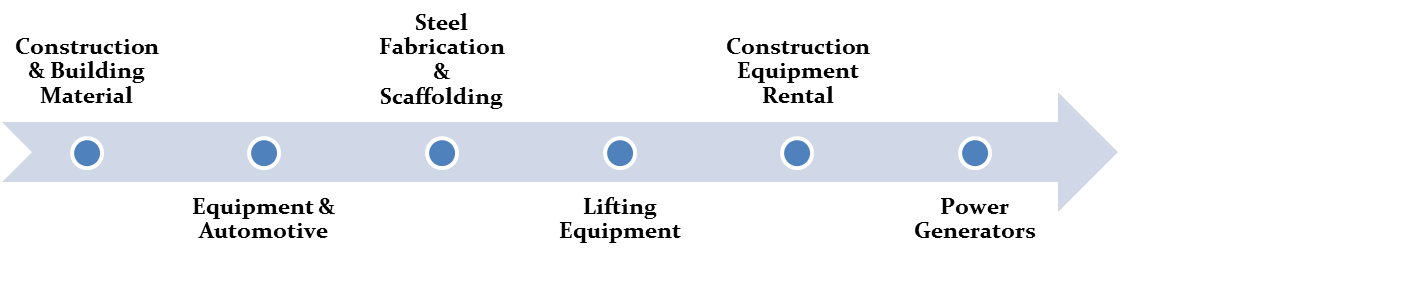 Construction
& Building
Material
Equipment &
Automotive
Steel
Fabrication
&
Scaffolding
Lifting
Equipment
Construction
Equipment
Rental
Power
Generators